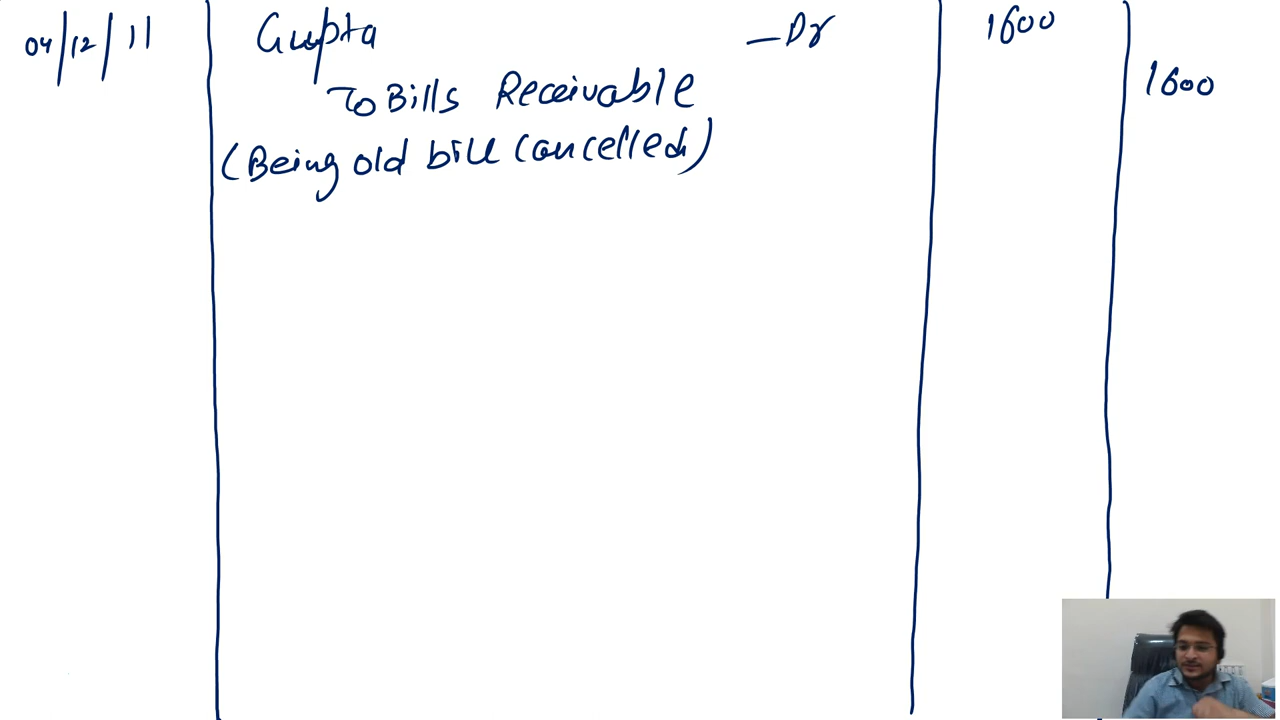 04/12/11 Gupta —Dr 1600
To Bills Receivable 1600
(Being old bill cancelled)